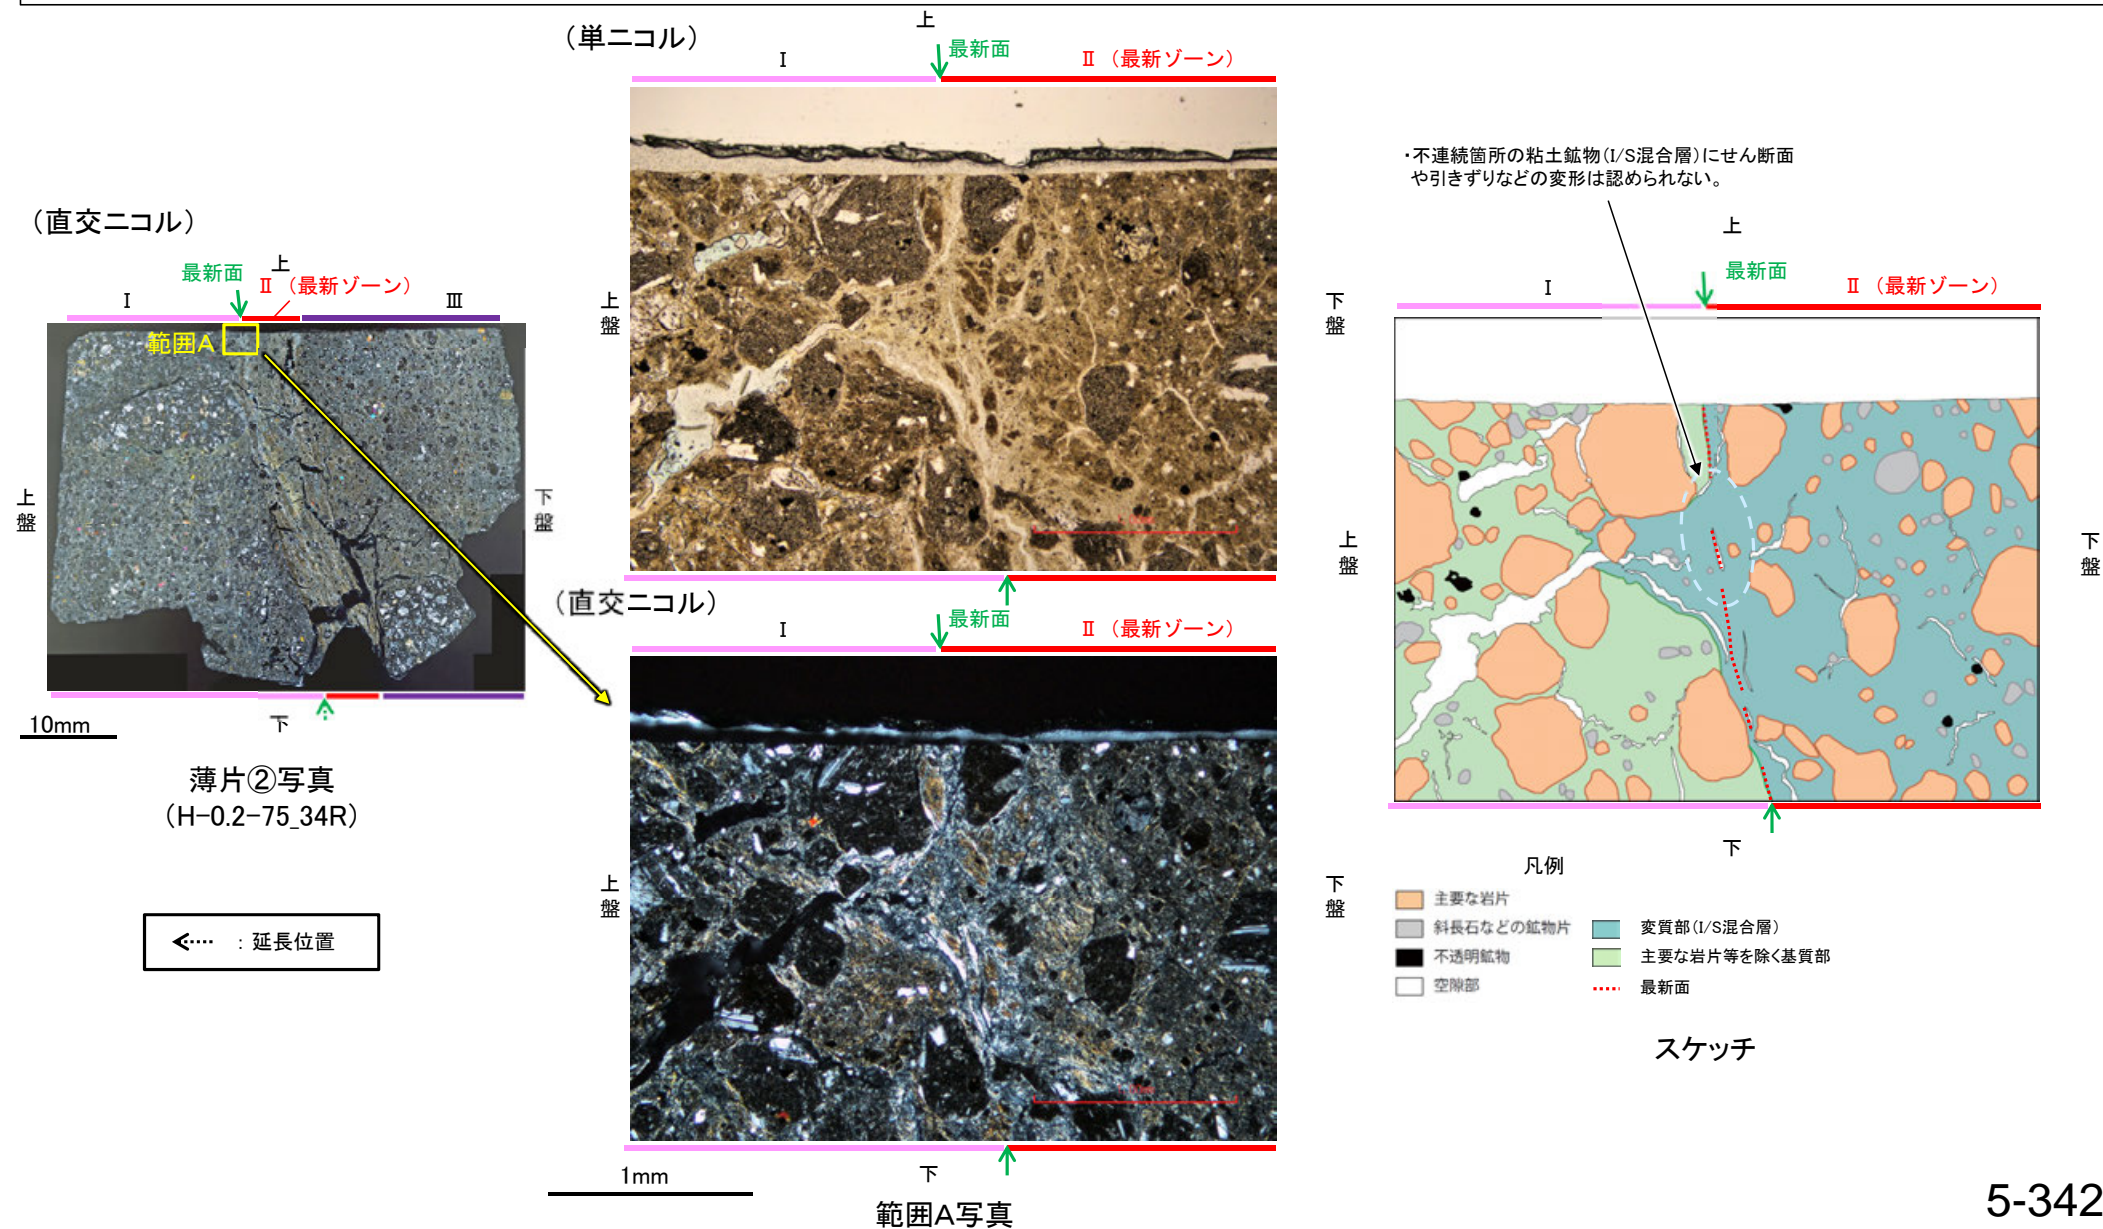 (単ニコル)
上
最新面
Ⅰ
Ⅱ (最新ゾーン)
上盤
下盤
(直交ニコル)
最新面
上
Ⅱ (最新ゾーン)
Ⅰ
Ⅲ
範囲A
上盤
下盤
下
10mm
薄片②写真
(H-0.2-75_34R)
:延長位置
(直交ニコル)
最新面
Ⅰ
Ⅱ (最新ゾーン)
上盤
下盤
下
1mm
範囲A写真
・不連続箇所の粘土鉱物(I/S混合層)にせん断面
や引きずりなどの変形は認められない。
上
最新面
Ⅰ
Ⅱ (最新ゾーン)
上盤
下盤
下
凡例
主要な岩片
斜長石などの鉱物片
不透明鉱物
空隙部
変質部(I/S混合層)
主要な岩片等を除く基質部
最新面
スケッチ
5-342